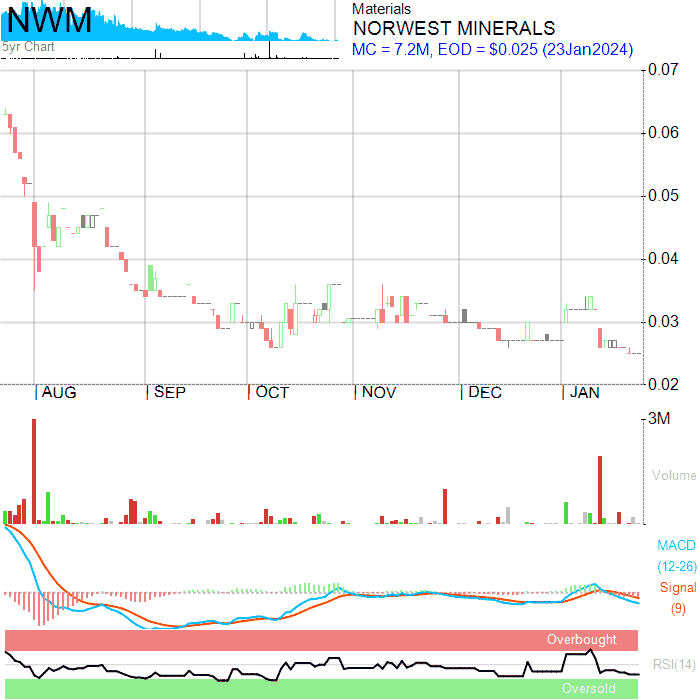 NWM
5yr Chart
Materials
NORWEST MINERALS
MC = 7.2M, EOD = $0.025 (23Jan2024)
0.07
0.06
0.05
0.04
0.03
0.02
AUG SEP OCT NOV DEC JAN
3M
Volume
MACD
(12-26)
Signal
(9)
Overbought
RSI(14)
Oversold